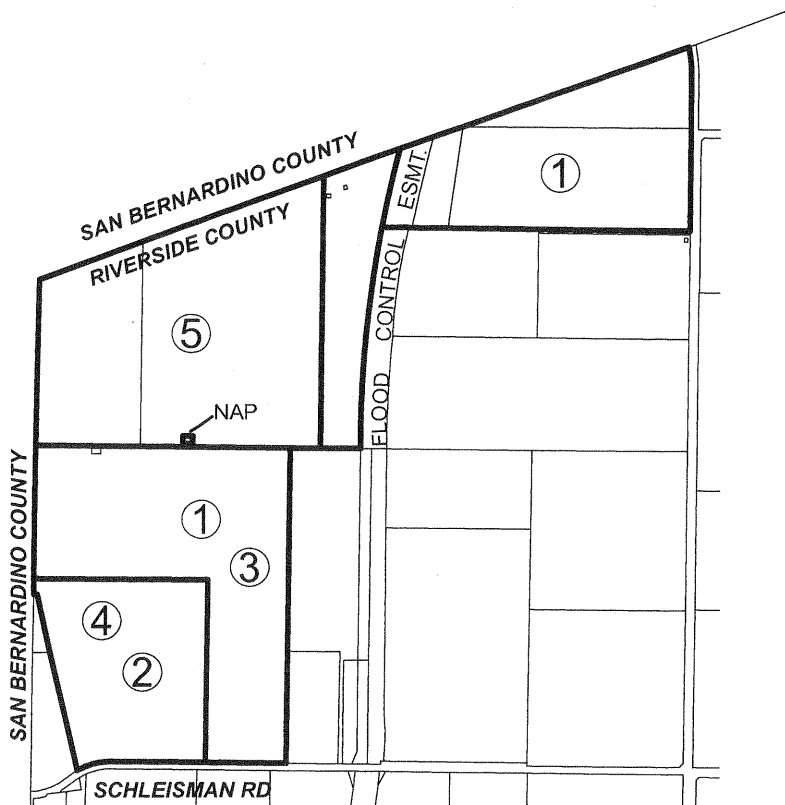 SAN BERNARDINO COUNTY
RIVERSIDE COUNTY
FLOOD CONTROL ESMT.
1
5
NAP
SAN BERNARDINO COUNTY
1
3
4
2
SCHLEISMAN RD